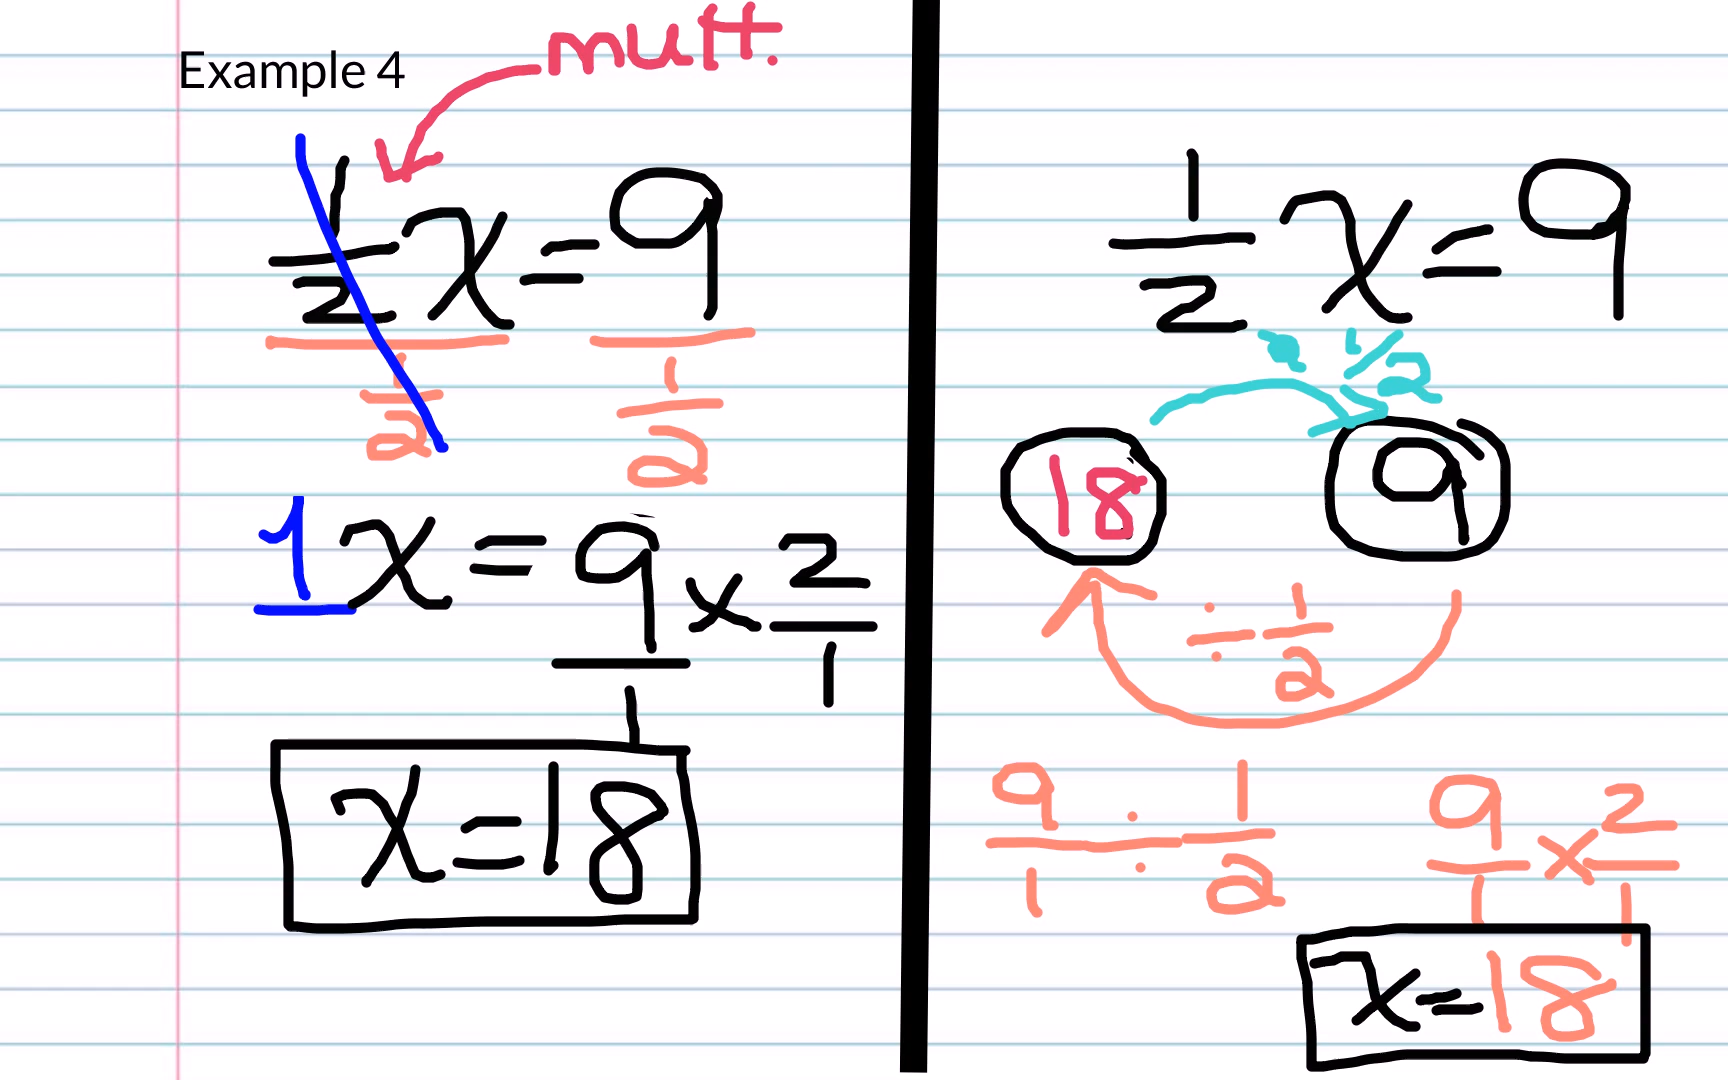 Example 4
mult.
1/2 x = 9
1/2 1/2
1x = 9/1 x 2/1
x = 18
1/2 x = 9
· 1/2
18 9
÷ 1/2
9/1 ÷ 1/2 9/1 x 2/1
x = 18